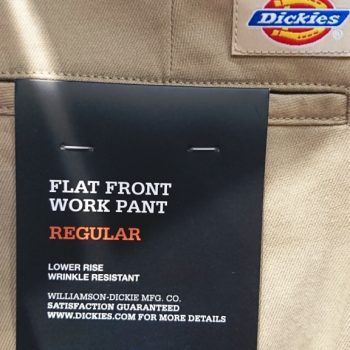 Dickies
FLAT FRONT
WORK PANT
REGULAR
LOWER RISE
WRINKLE RESISTANT
WILLIAMSON-DICKIE MFG. CO.
SATISFACTION GUARANTEED
WWW.DICKIES.COM FOR MORE DETAILS